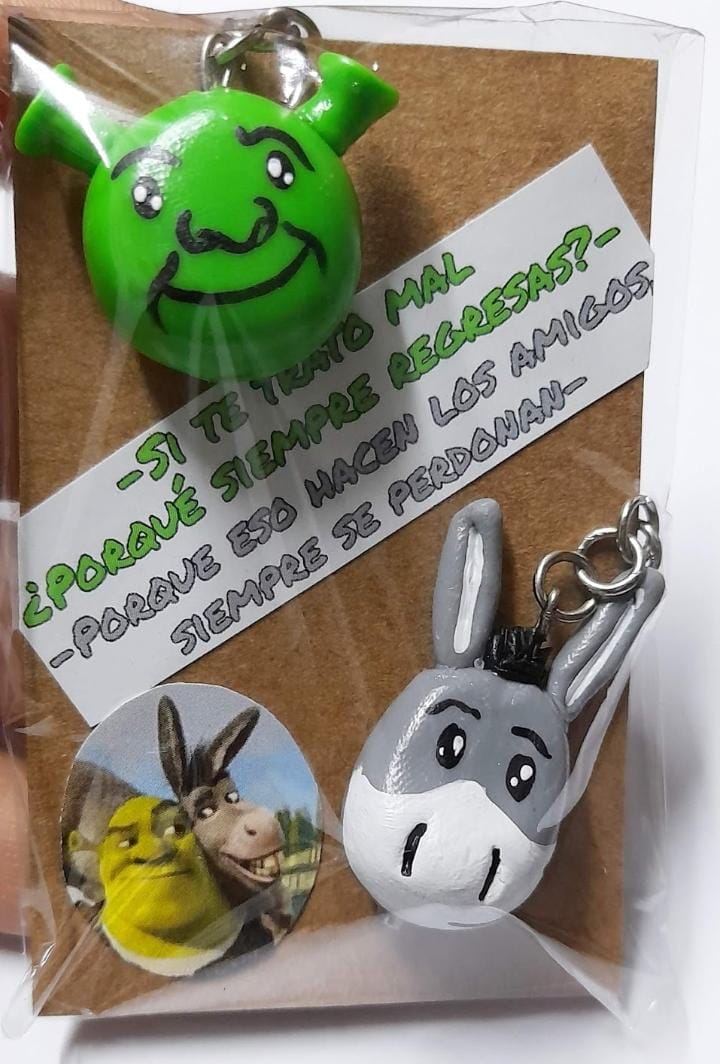 -SI TE TRATO MAL
¿PORQUÉ SIEMPRE REGRESAS?-
-PORQUE ESO HACEN LOS AMIGOS,
SIEMPRE SE PERDONAN-